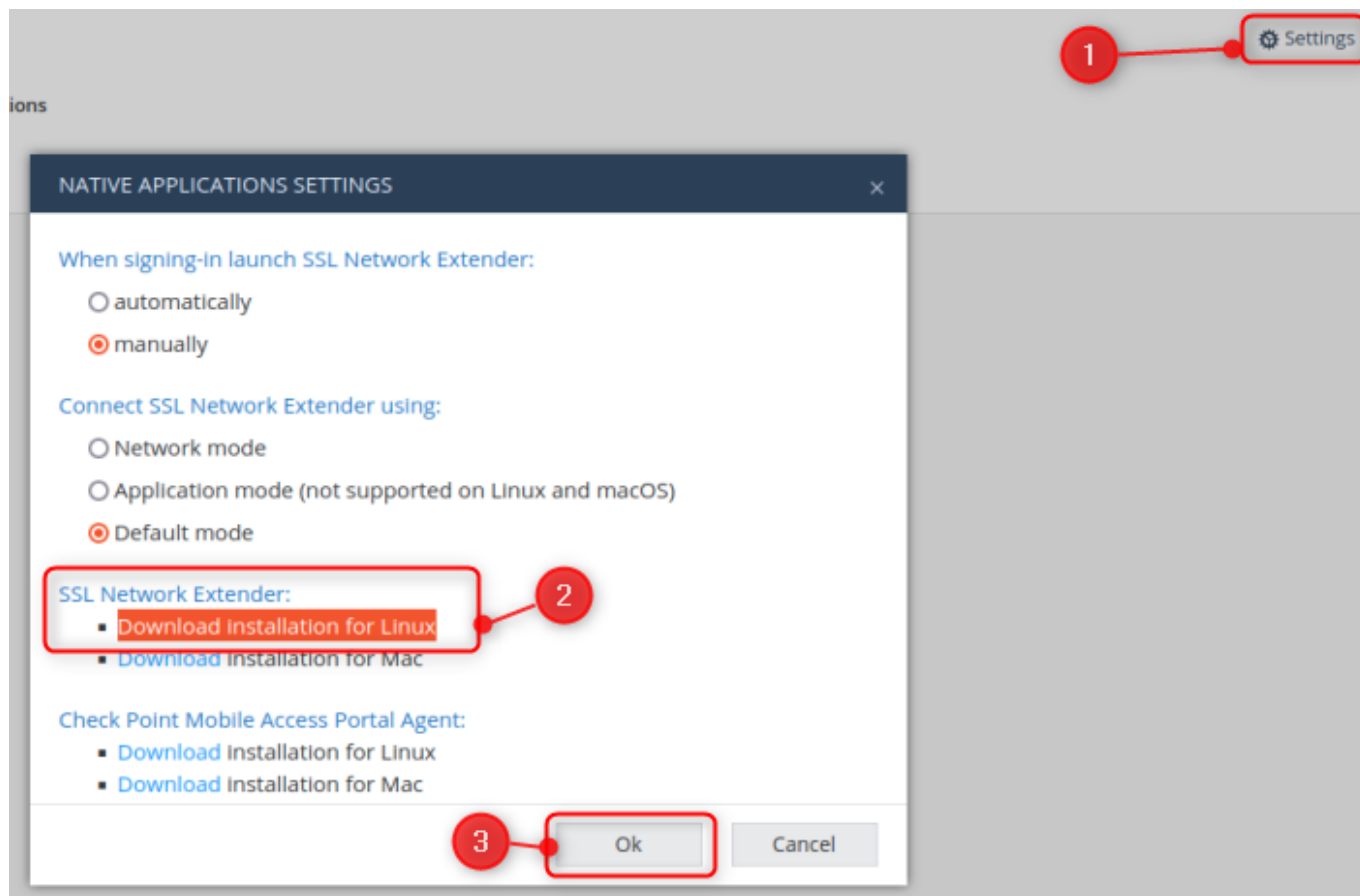 1
Settings
ions
NATIVE APPLICATIONS SETTINGS
×
When signing-in launch SSL Network Extender:
automatically
manually
Connect SSL Network Extender using:
Network mode
Application mode (not supported on Linux and macOS)
Default mode
SSL Network Extender:
2
▪ Download installation for Linux
▪ Download installation for Mac
Check Point Mobile Access Portal Agent:
▪ Download installation for Linux
▪ Download installation for Mac
3
Ok
Cancel